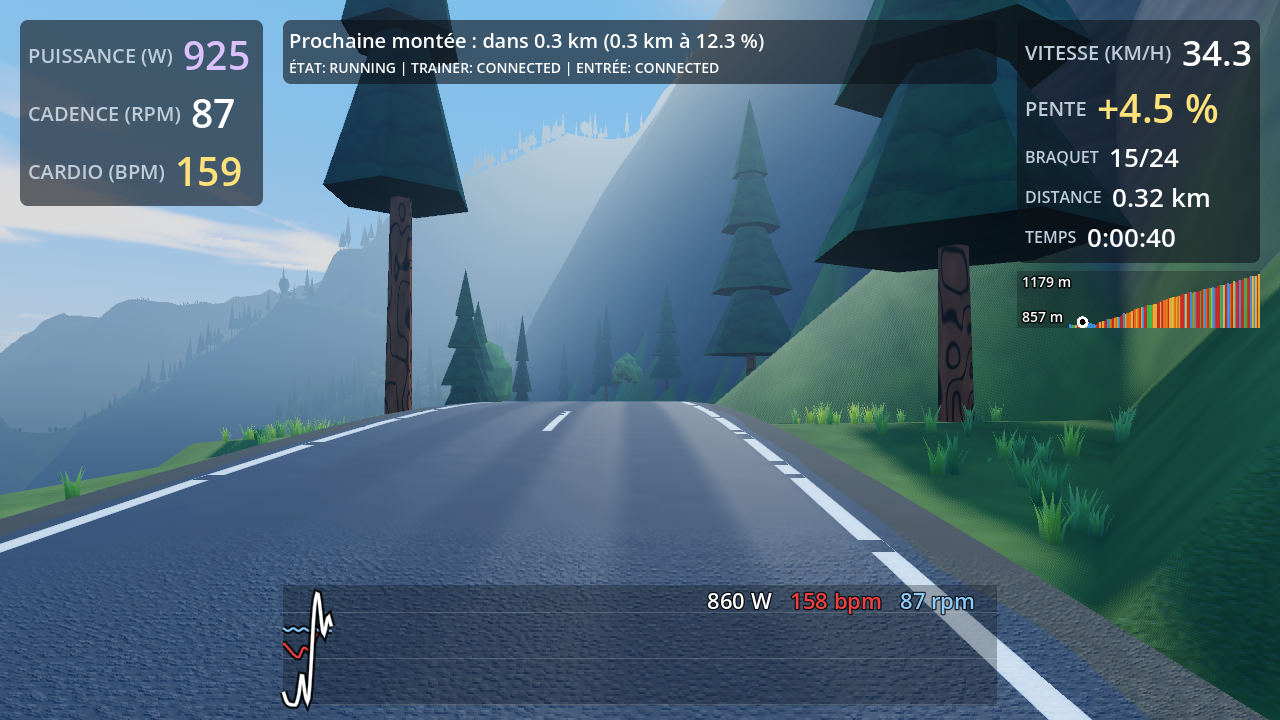 PUISSANCE (W) 925
CADENCE (RPM) 87
CARDIO (BPM) 159
Prochaine montée : dans 0.3 km (0.3 km à 12.3 %)
ÉTAT: RUNNING | TRAINER: CONNECTED | ENTRÉE: CONNECTED
VITESSE (KM/H) 34.3
PENTE +4.5 %
BRAQUET 15/24
DISTANCE 0.32 km
TEMPS 0:00:40
1179 m
857 m
860 W 158 bpm 87 rpm